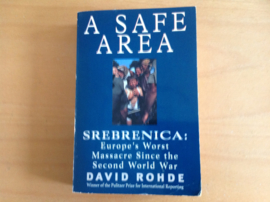 A SAFE
AREA
SREBRENICA:
Europe's Worst
Massacre Since the
Second World War
DAVID ROHDE
Winner of the Pulitzer Prize for International Reporting